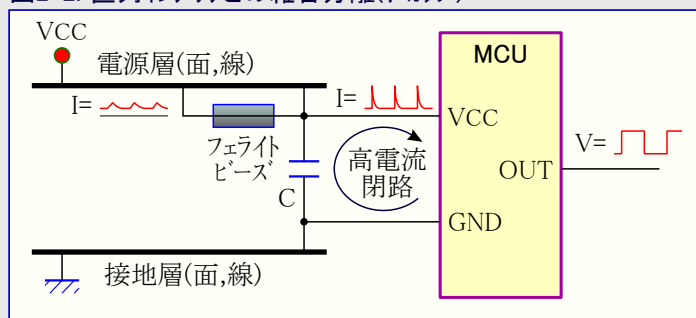 VCC
電源層(面,線)
I=
I=
フェライト
ビーズ
C
高電流
閉路
MCU
VCC
OUT
GND
V=
接地層(面,線)